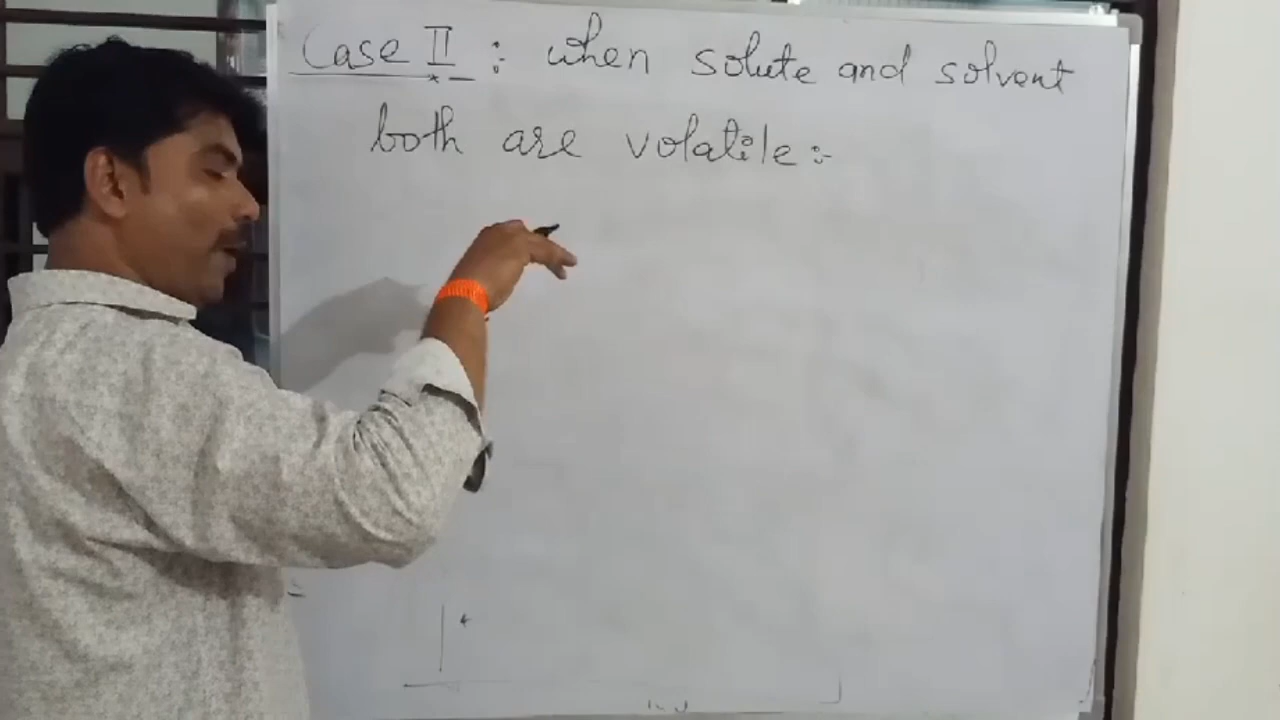 Case II : when solute and solvent
both are volatile :-